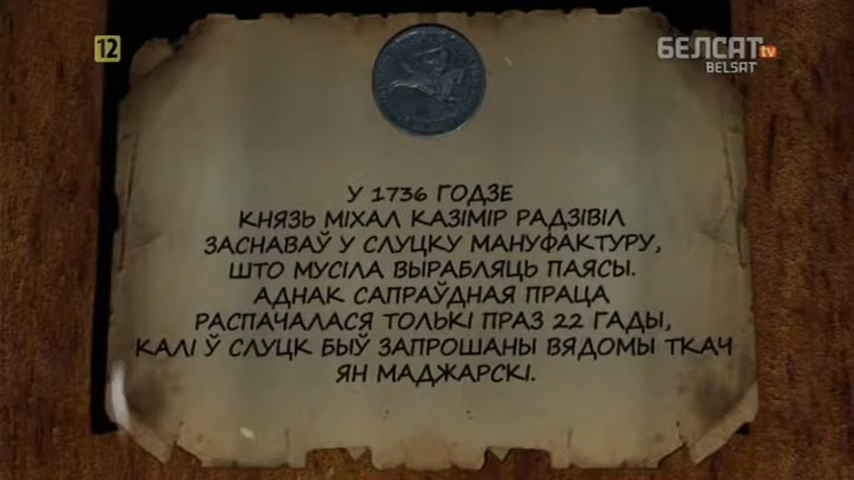 12
БЕЛСАТ tv
BELSAT
У 1736 ГОДЗЕ
КНЯЗЬ МІХАЛ КАЗІМІР РАДЗІВІЛ
ЗАСНАВАЎ У СЛУЦКУ МАНУФАКТУРУ,
ШТО МУСІЛА ВЫРАБЛЯЦЬ ПАЯСЫ.
АДНАК САПРАЎДНАЯ ПРАЦА
РАСПАЧАЛАСЯ ТОЛЬКІ ПРАЗ 22 ГАДЫ,
КАЛІ Ў СЛУЦК БЫЎ ЗАПРОШАНЫ ВЯДОМЫ ТКАЧ
ЯН МАДЖАРСКІ.